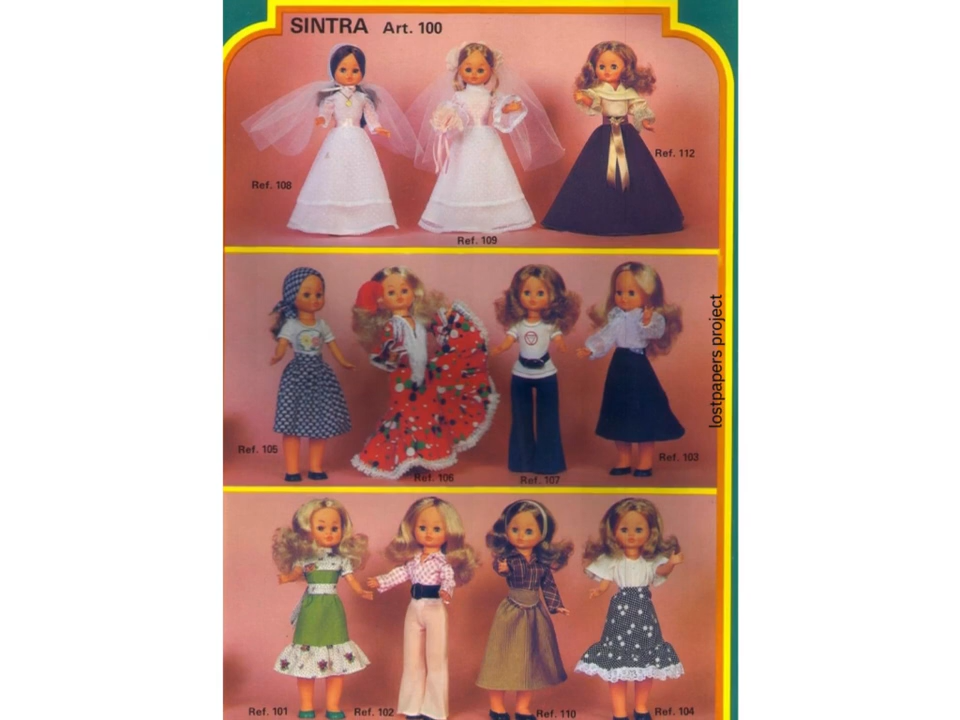 SINTRA Art. 100
Ref. 108
Ref. 109
Ref. 112
Ref. 105
Ref. 106
Ref. 107
Ref. 103
Ref. 101
Ref. 102
Ref. 110
Ref. 104
lostpapers project